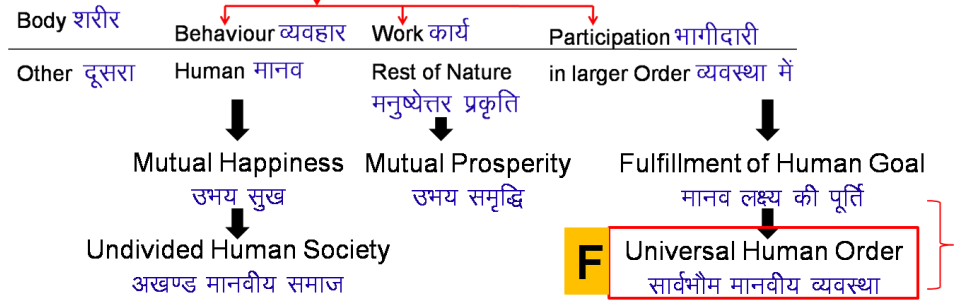 Body शरीर
Behaviour व्यवहार Work कार्य Participation भागीदारी
Other दूसरा Human मानव Rest of Nature in larger Order व्यवस्था में
मनुष्येत्तर प्रकृति
Mutual Happiness Mutual Prosperity Fulfillment of Human Goal
उभय सुख उभय समृद्धि मानव लक्ष्य की पूर्ति
Undivided Human Society F Universal Human Order
अखण्ड मानवीय समाज सार्वभौम मानवीय व्यवस्था